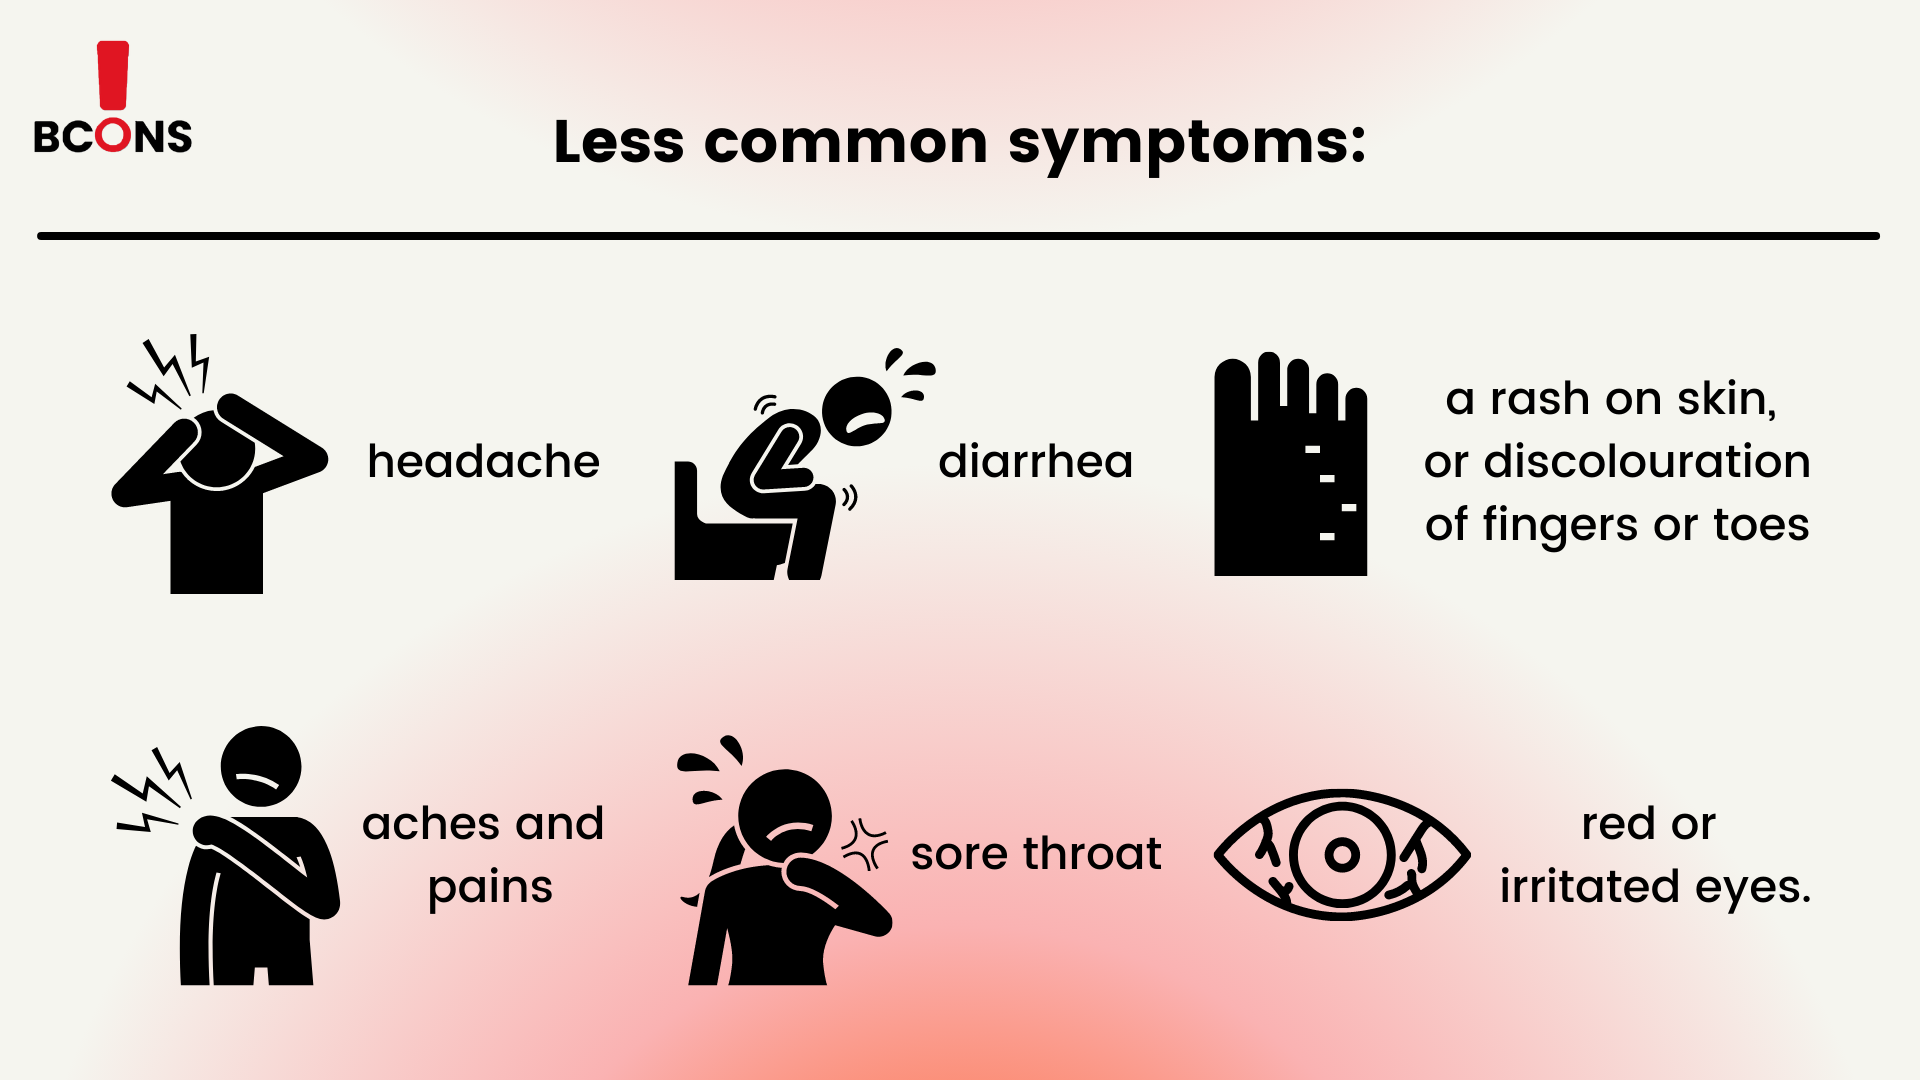 BCONS
Less common symptoms:
headache
diarrhea
a rash on skin,
or discolouration
of fingers or toes
aches and
pains
sore throat
red or
irritated eyes.